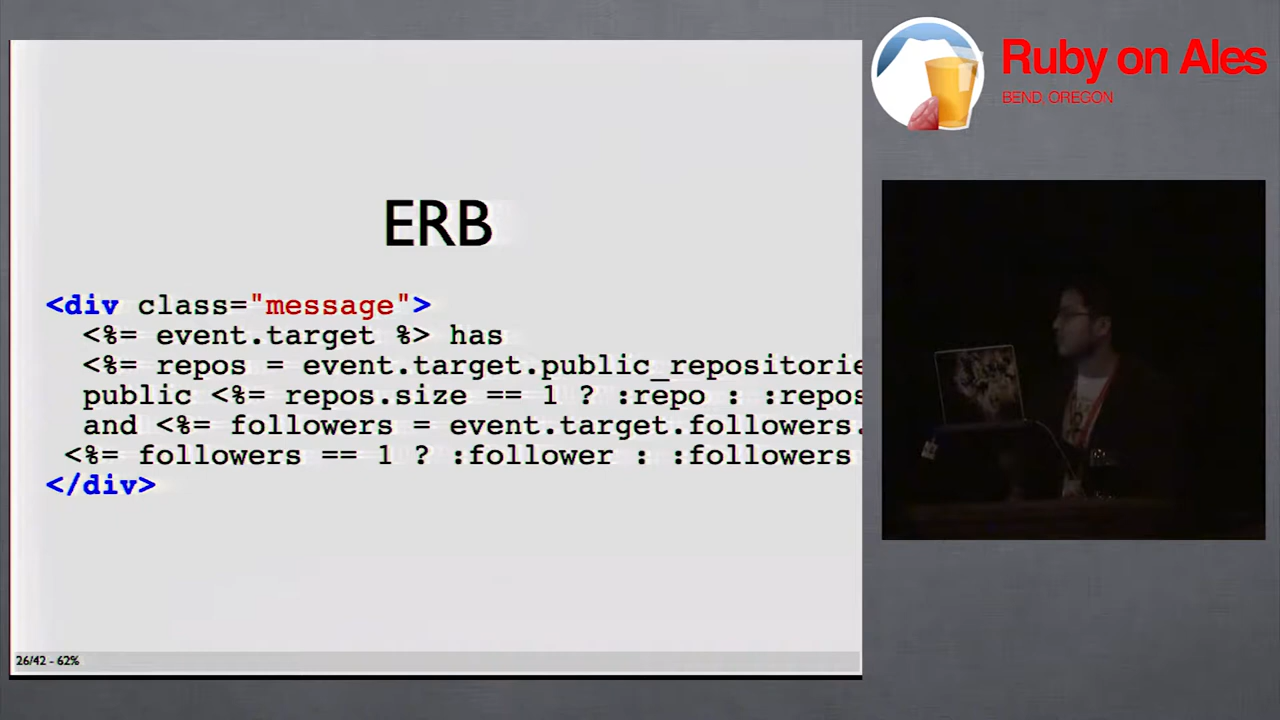 Ruby on Ales
BEND, OREGON
ERB
<div class="message">
<%= event.target %> has
<%= repos = event.target.public_repositorie
public <%= repos.size == 1 ? :repo : :repos
and <%= followers = event.target.followers.
<%= followers == 1 ? :follower : :followers
</div>
26/42 - 62%